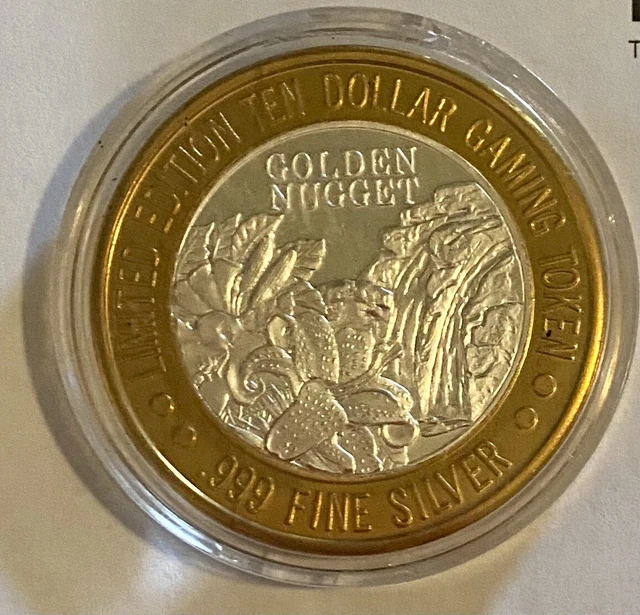 LIMITED EDITION TEN DOLLAR GAMING TOKEN
GOLDEN
NUGGET
.999 FINE SILVER
T